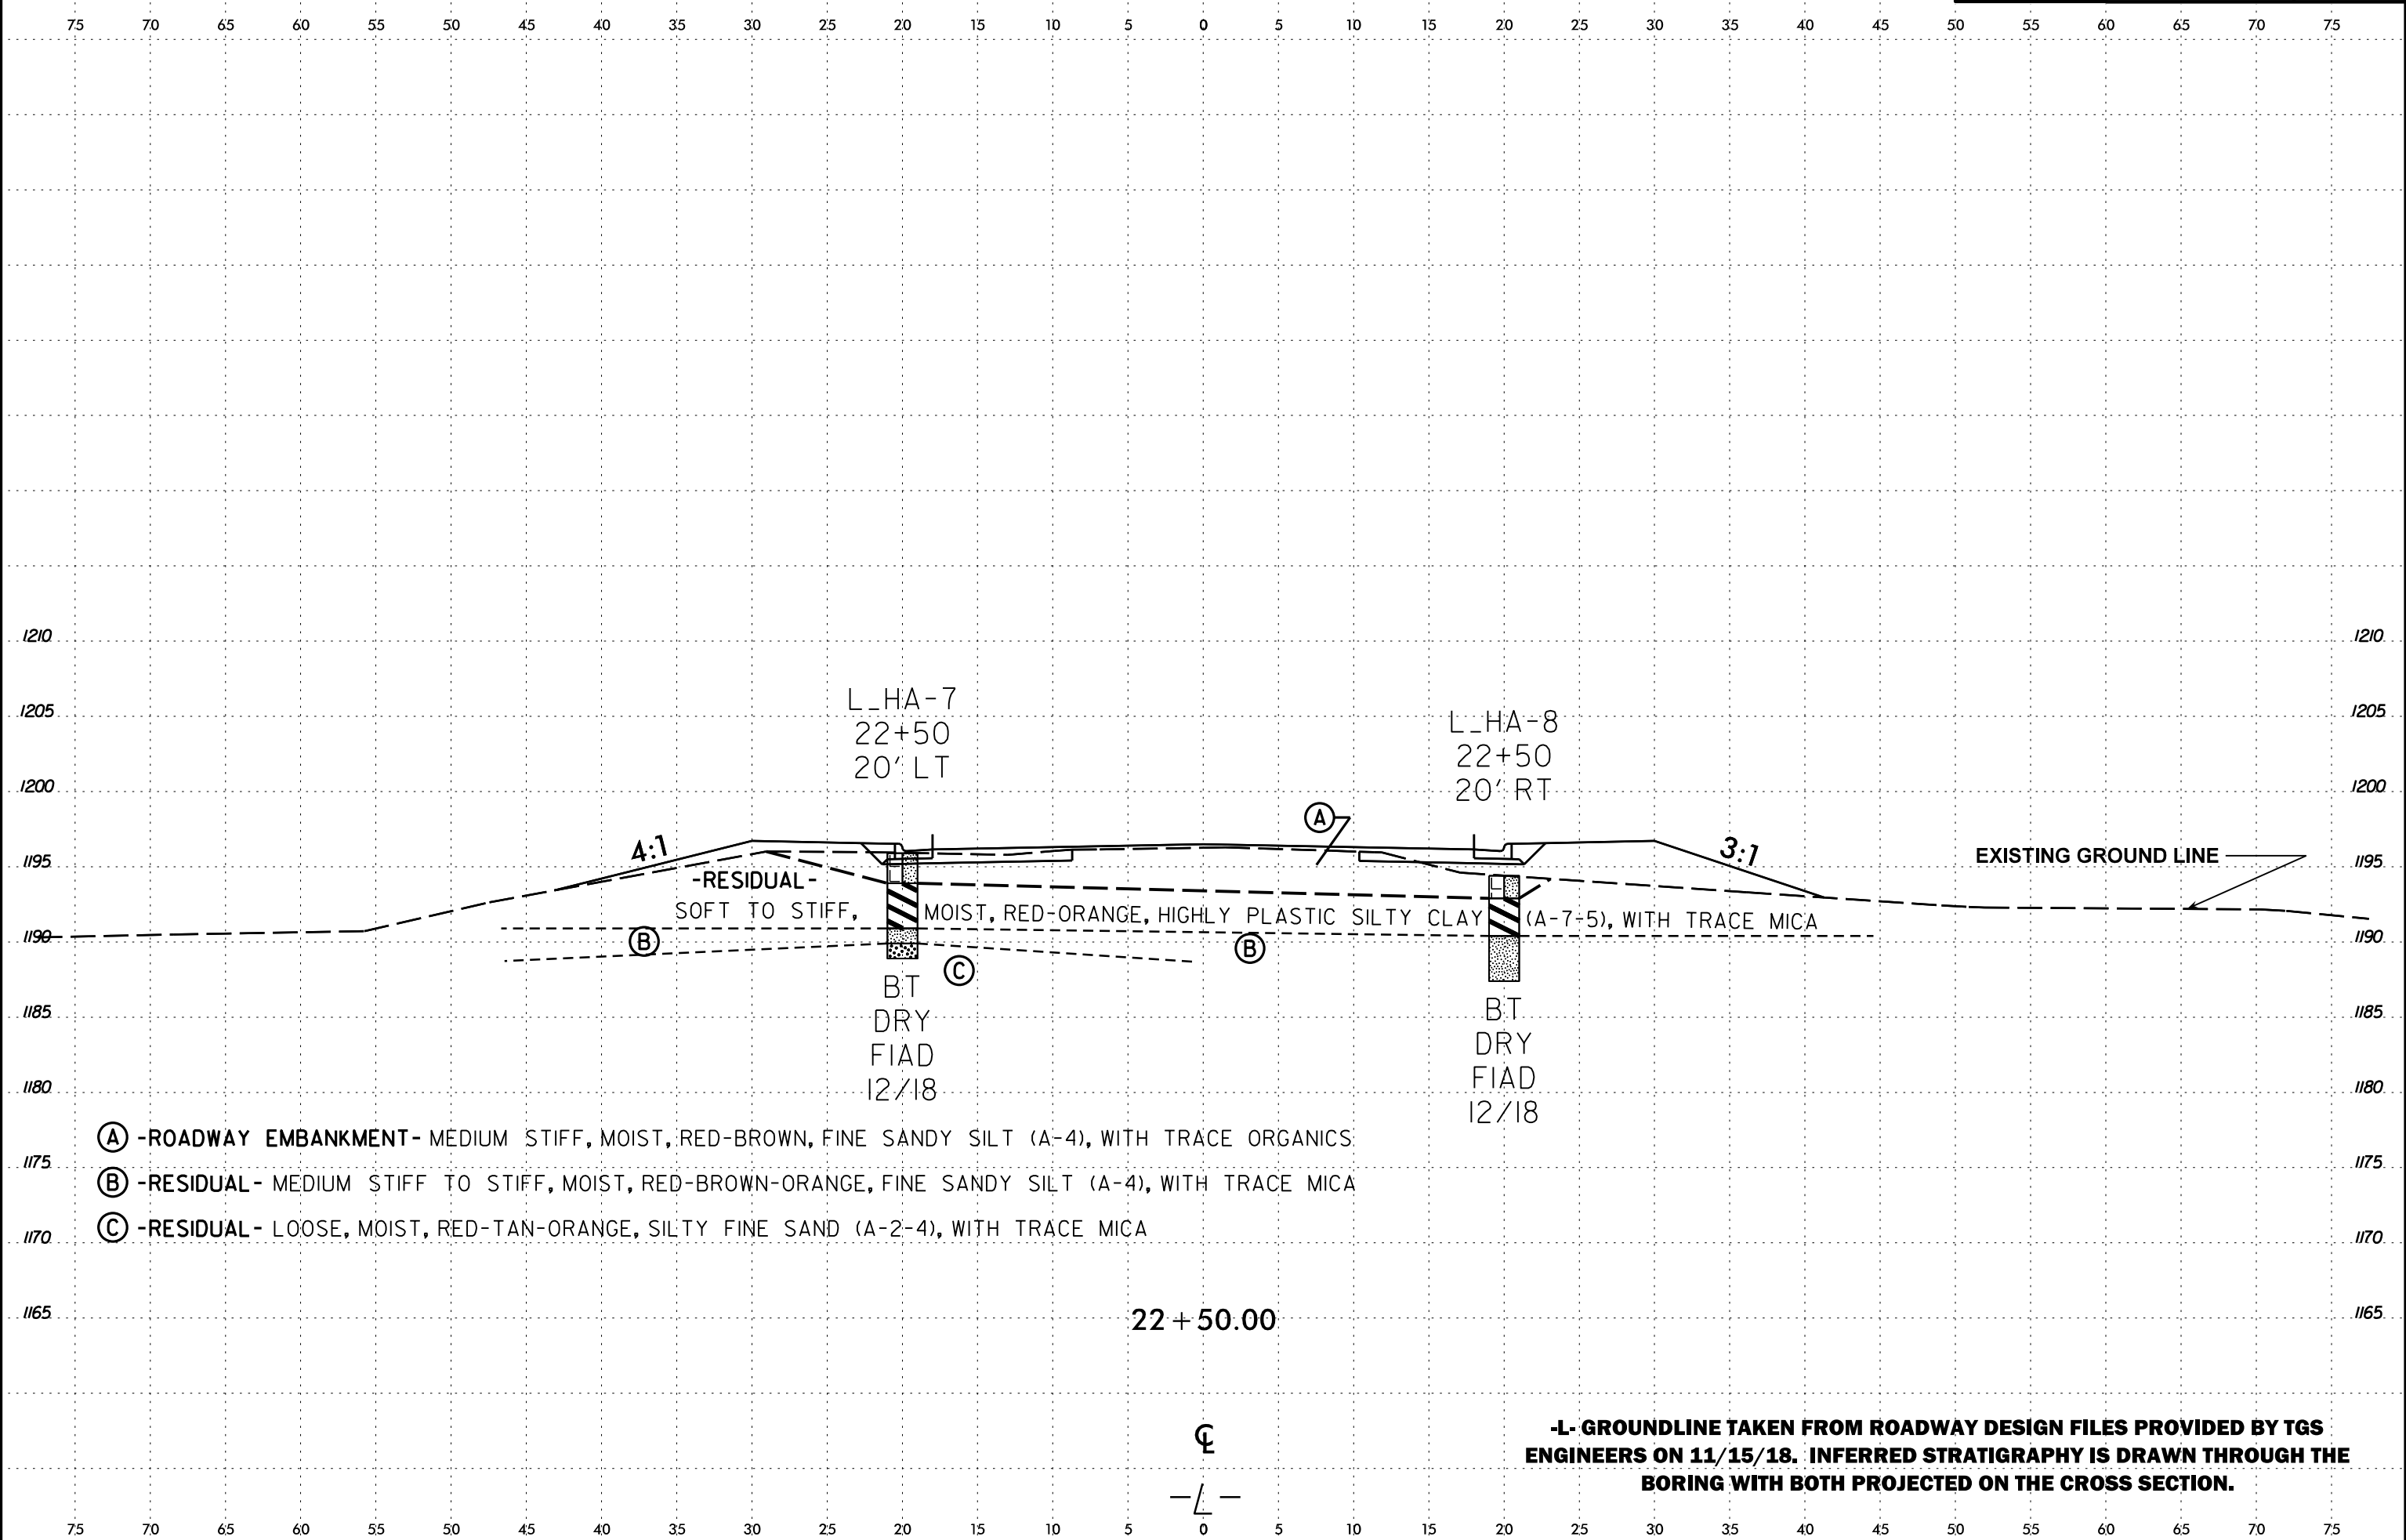 75 70 65 60 55 50 45 40 35 30 25 20 15 10 5 0 5 10 15 20 25 30 35 40 45 50 55 60 65 70 75
1210 1210
L_HA-7
22+50
20' LT
1205 1205
L_HA-8
22+50
20' RT
1200 1200
A
4:1
3:1
1195 1195
EXISTING GROUND LINE
-RESIDUAL-
SOFT TO STIFF, MOIST, RED-ORANGE, HIGHLY PLASTIC SILTY CLAY (A-7-5), WITH TRACE MICA
1190 B B 1190
C
BT
DRY
FIAD
12/18
1185 1185
BT
DRY
FIAD
12/18
1180 1180
A -ROADWAY EMBANKMENT- MEDIUM STIFF, MOIST, RED-BROWN, FINE SANDY SILT (A-4), WITH TRACE ORGANICS
1175 1175
B -RESIDUAL- MEDIUM STIFF TO STIFF, MOIST, RED-BROWN-ORANGE, FINE SANDY SILT (A-4), WITH TRACE MICA
C -RESIDUAL- LOOSE, MOIST, RED-TAN-ORANGE, SILTY FINE SAND (A-2-4), WITH TRACE MICA
1170 1170
1165 1165
22+50.00
℄
-L-
-L- GROUNDLINE TAKEN FROM ROADWAY DESIGN FILES PROVIDED BY TGS
ENGINEERS ON 11/15/18. INFERRED STRATIGRAPHY IS DRAWN THROUGH THE
BORING WITH BOTH PROJECTED ON THE CROSS SECTION.
75 70 65 60 55 50 45 40 35 30 25 20 15 10 5 0 5 10 15 20 25 30 35 40 45 50 55 60 65 70 75